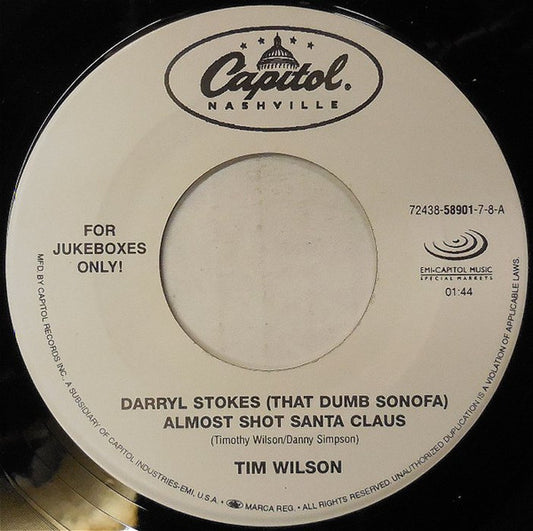 Capitol®
NASHVILLE
FOR
JUKEBOXES
ONLY!
72438-58901-7-8-A
EMI-CAPITOL MUSIC
SPECIAL MARKETS
01:44
DARRYL STOKES (THAT DUMB SONOFA)
ALMOST SHOT SANTA CLAUS
(Timothy Wilson/Danny Simpson)
TIM WILSON
MFD. BY CAPITOL RECORDS INC., A SUBSIDIARY OF CAPITOL INDUSTRIES-EMI, U.S.A. • MARCA REG. • ALL RIGHTS RESERVED. UNAUTHORIZED DUPLICATION IS A VIOLATION OF APPLICABLE LAWS.